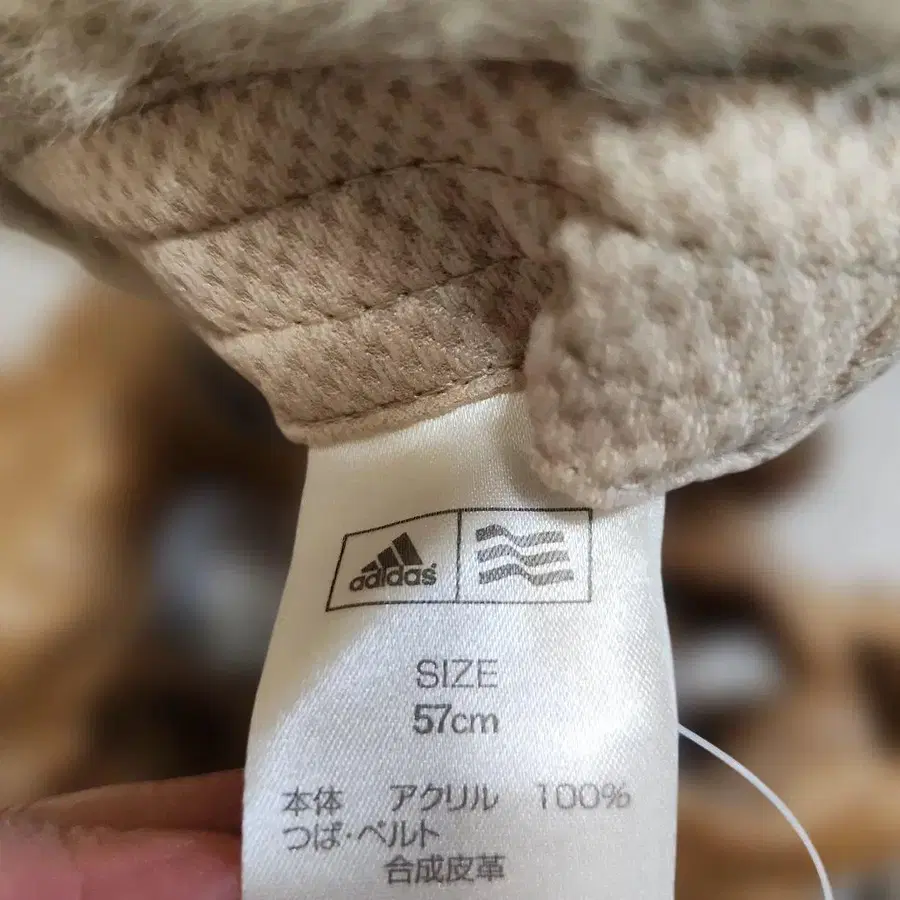 adidas
SIZE
57cm
本体 アクリル 100%
つば・ベルト
合成皮革